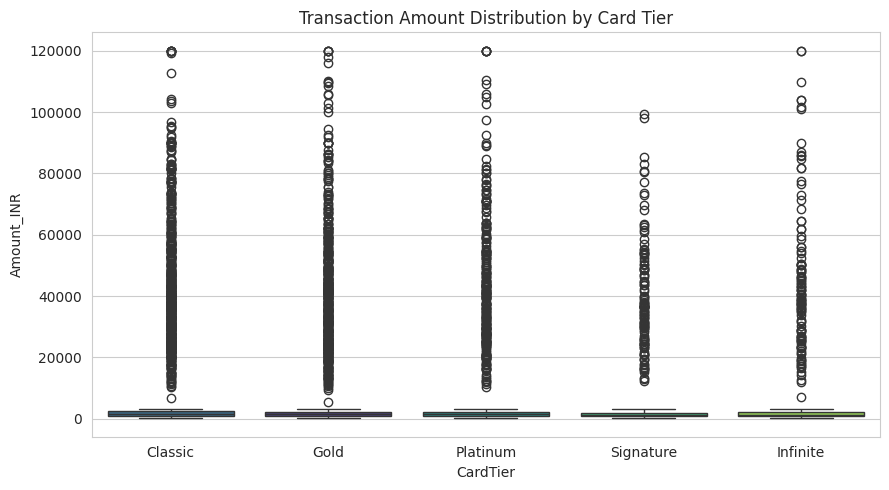 Transaction Amount Distribution by Card Tier
120000
100000
80000
60000
40000
20000
0
Amount_INR
Classic Gold Platinum Signature Infinite
CardTier